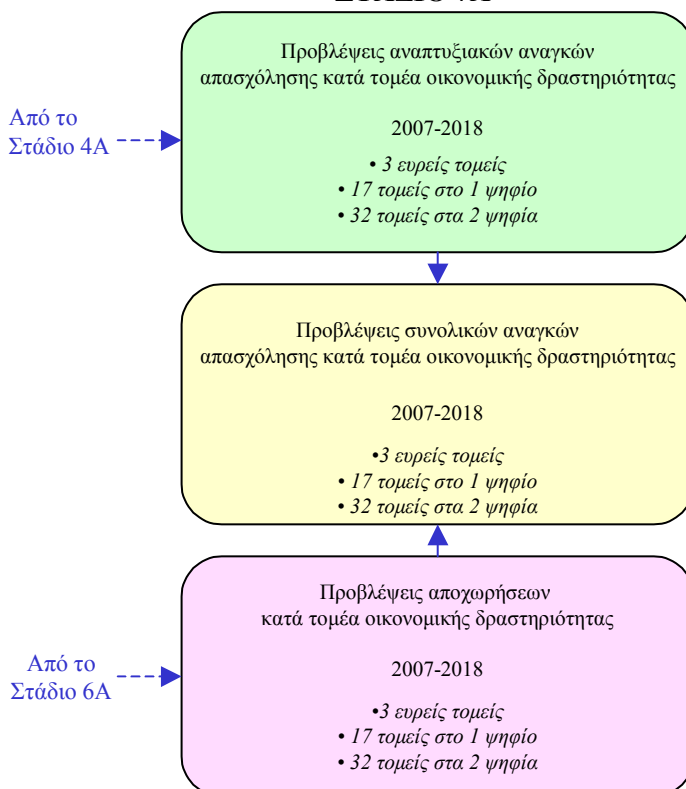 Προβλέψεις αναπτυξιακών αναγκών
απασχόλησης κατά τομέα οικονομικής δραστηριότητας
2007-2018
• 3 ευρείς τομείς
• 17 τομείς στο 1 ψηφίο
• 32 τομείς στα 2 ψηφία
Από το
Στάδιο 4Α
Προβλέψεις συνολικών αναγκών
απασχόλησης κατά τομέα οικονομικής δραστηριότητας
2007-2018
•3 ευρείς τομείς
• 17 τομείς στο 1 ψηφίο
• 32 τομείς στα 2 ψηφία
Προβλέψεις αποχωρήσεων
κατά τομέα οικονομικής δραστηριότητας
2007-2018
•3 ευρείς τομείς
• 17 τομείς στο 1 ψηφίο
• 32 τομείς στα 2 ψηφία
Από το
Στάδιο 6Α